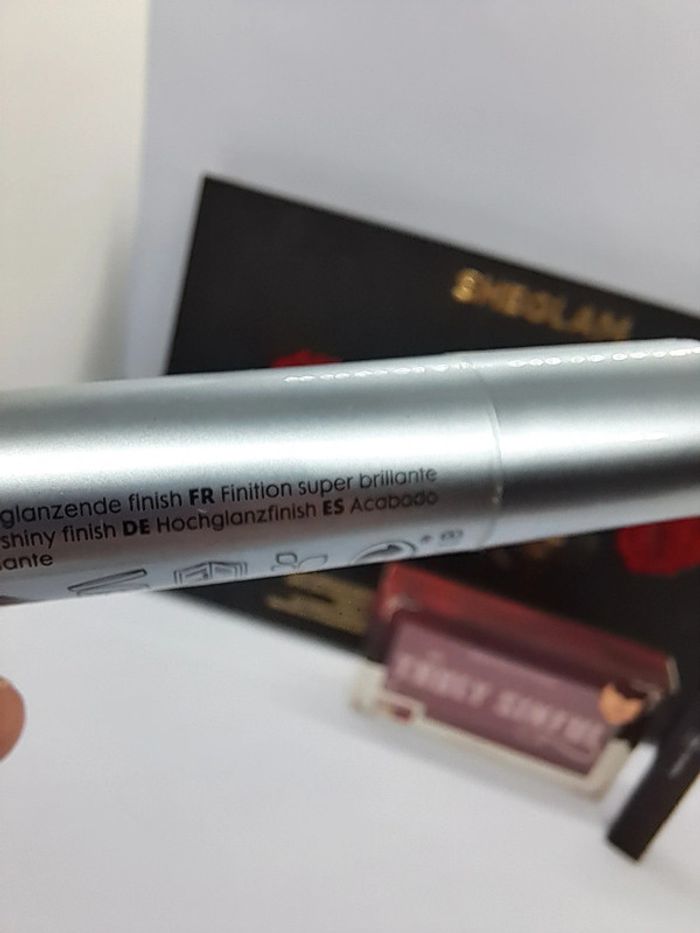 SHEGLAM
glanzende finish FR Finition super brillante
shiny finish DE Hochglanzfinish ES Acabado
ante